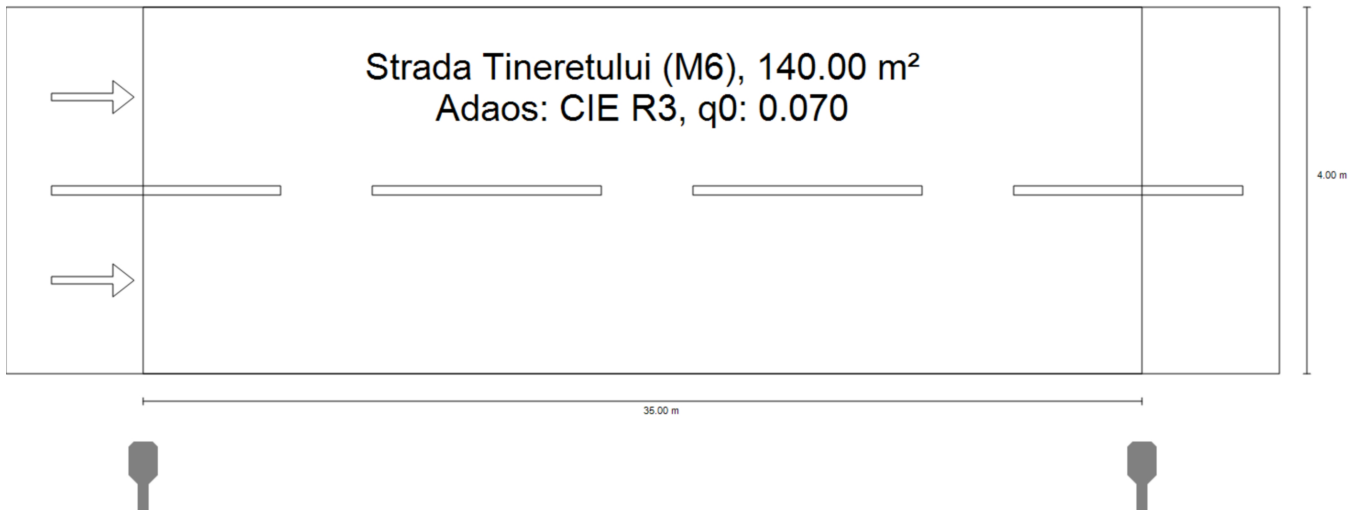 Strada Tineretului (M6), 140.00 m²
Adaos: CIE R3, q0: 0.070
4.00 m
35.00 m